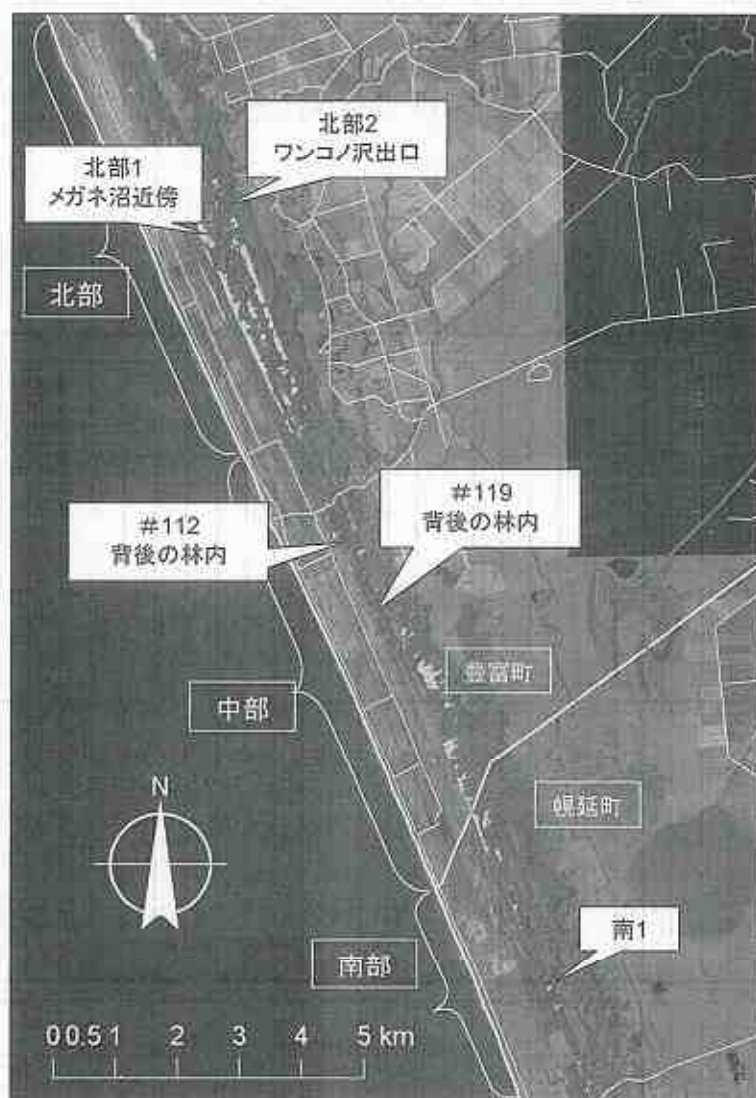 北部2
ワンコノ沢出口
北部1
メガネ沼近傍
北部
#119
背後の林内
#112
背後の林内
豊富町
中部
N
幌延町
南1
南部
0 0.5 1 2 3 4 5 km